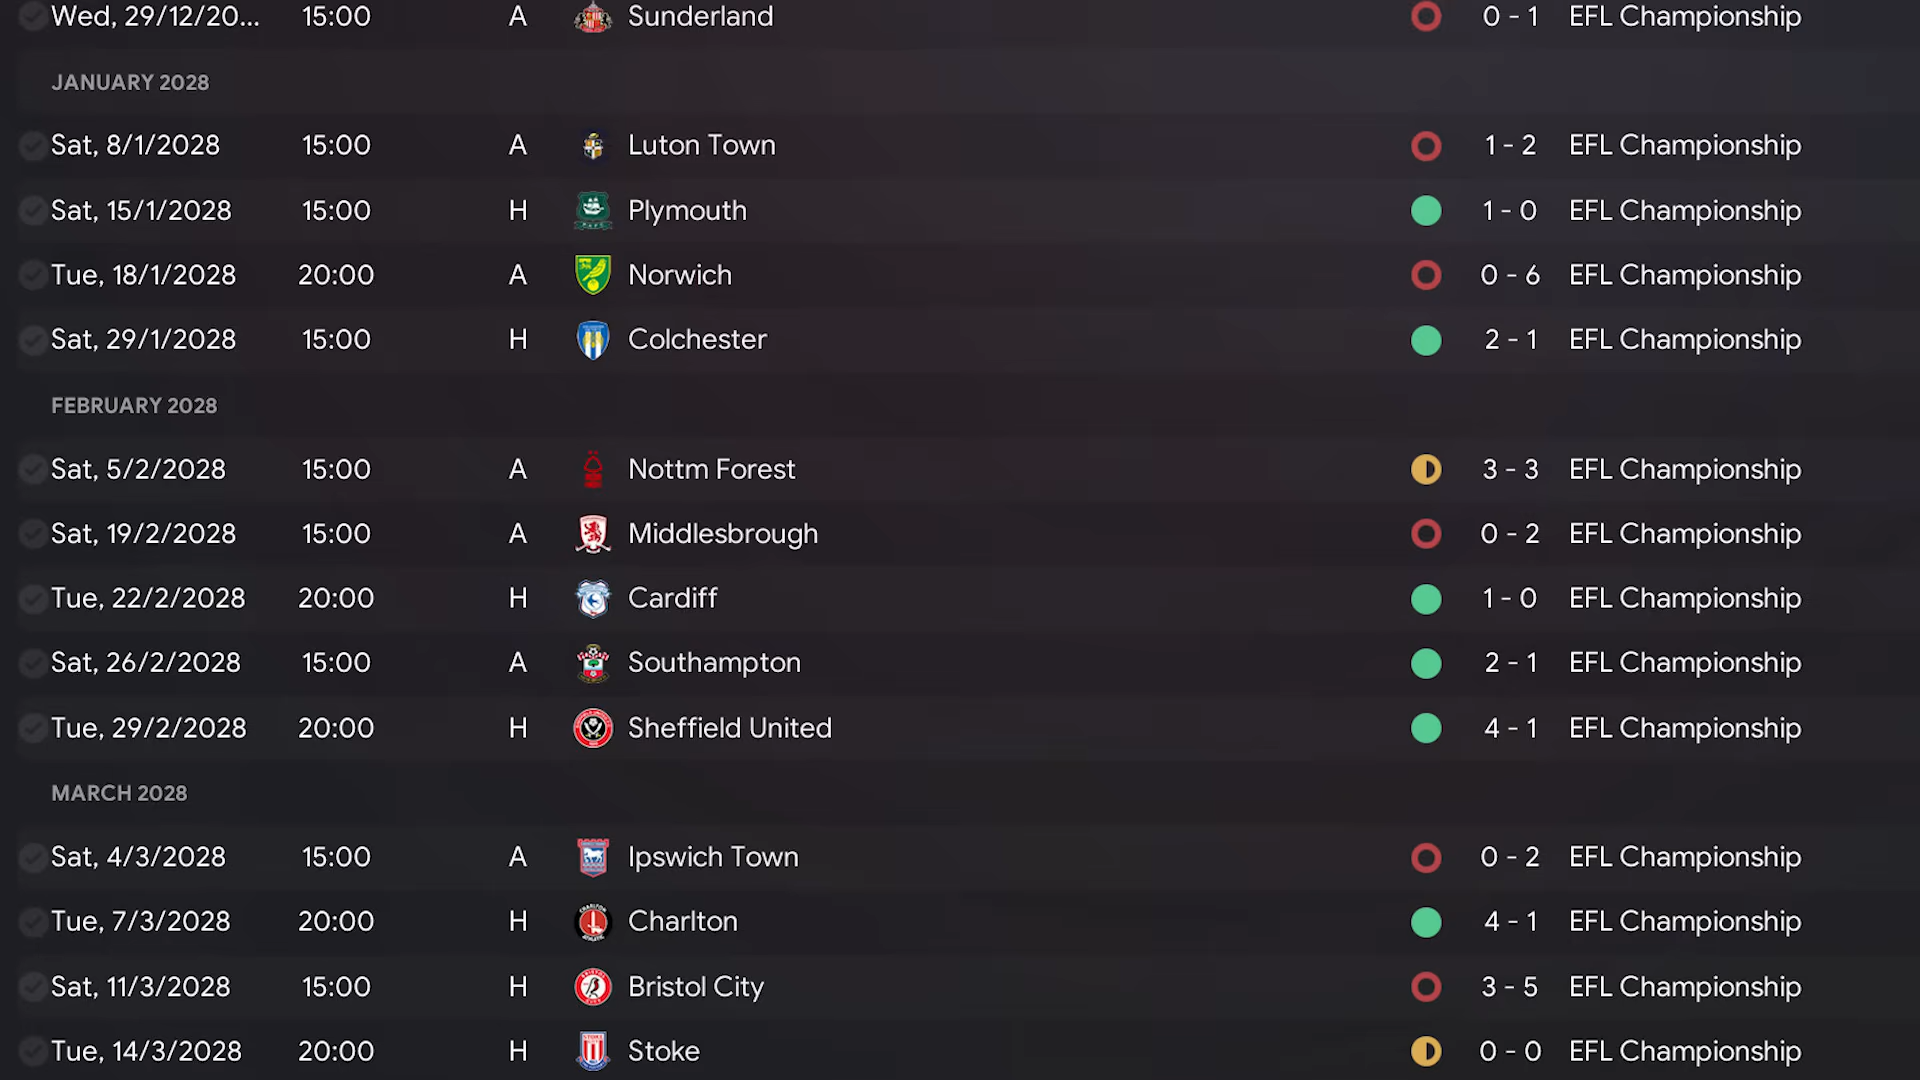 Wed, 29/12/20... 15:00 A Sunderland 0 - 1 EFL Championship
JANUARY 2028
Sat, 8/1/2028 15:00 A Luton Town 1 - 2 EFL Championship
Sat, 15/1/2028 15:00 H Plymouth 1 - 0 EFL Championship
Tue, 18/1/2028 20:00 A Norwich 0 - 6 EFL Championship
Sat, 29/1/2028 15:00 H Colchester 2 - 1 EFL Championship
FEBRUARY 2028
Sat, 5/2/2028 15:00 A Nottm Forest 3 - 3 EFL Championship
Sat, 19/2/2028 15:00 A Middlesbrough 0 - 2 EFL Championship
Tue, 22/2/2028 20:00 H Cardiff 1 - 0 EFL Championship
Sat, 26/2/2028 15:00 A Southampton 2 - 1 EFL Championship
Tue, 29/2/2028 20:00 H Sheffield United 4 - 1 EFL Championship
MARCH 2028
Sat, 4/3/2028 15:00 A Ipswich Town 0 - 2 EFL Championship
Tue, 7/3/2028 20:00 H Charlton 4 - 1 EFL Championship
Sat, 11/3/2028 15:00 H Bristol City 3 - 5 EFL Championship
Tue, 14/3/2028 20:00 H Stoke 0 - 0 EFL Championship